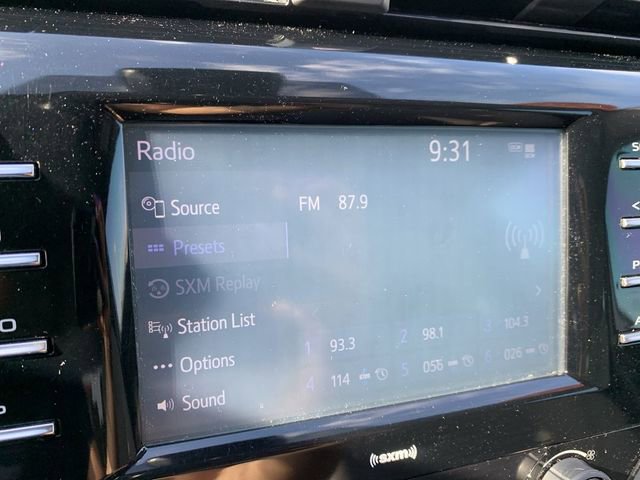 Radio 9:31
Source FM 87.9
Presets
SXM Replay
Station List
1 93.3 2 98.1 3 104.3
Options
4 114 5 056 6 026
Sound
sxm